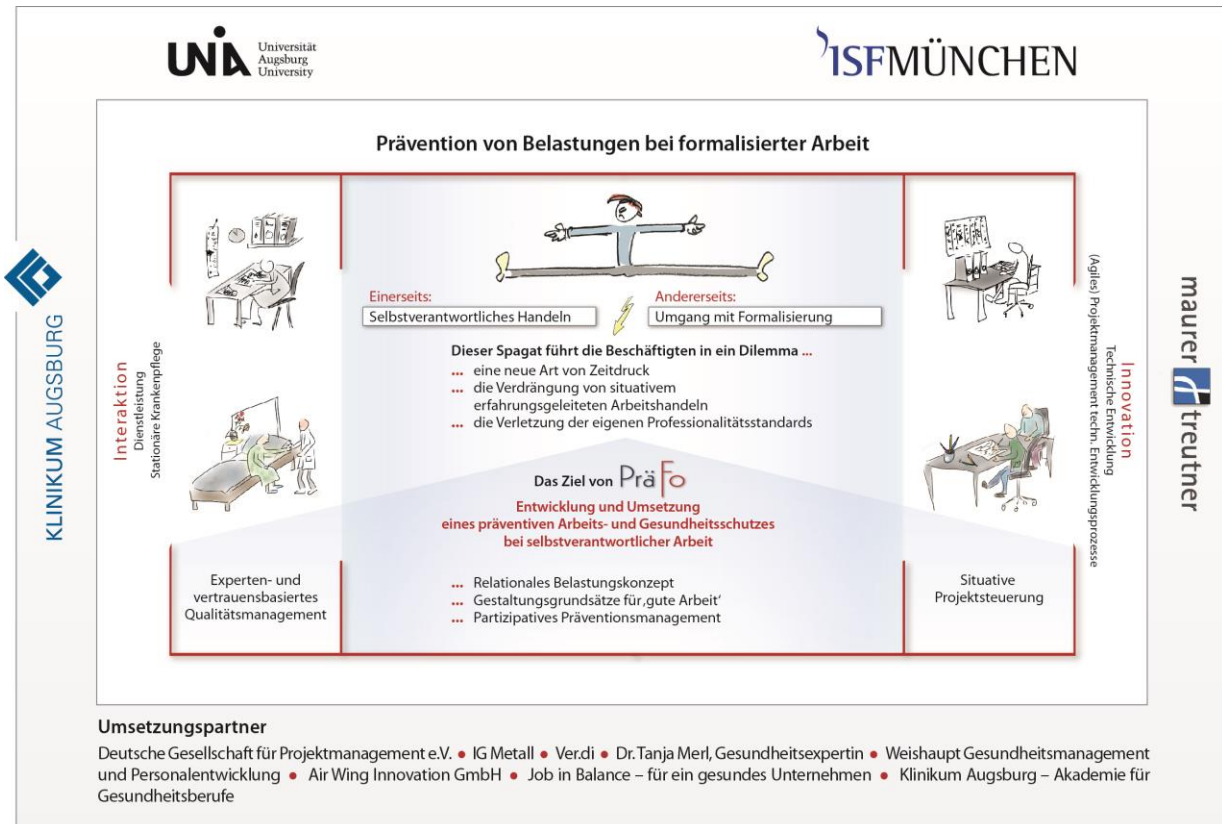 UNIA Universität
Augsburg
University
ISFMÜNCHEN
Prävention von Belastungen bei formalisierter Arbeit
KLINIKUM AUGSBURG
Interaktion
Dienstleistung
Stationäre Krankenpflege
Einerseits:
Selbstverantwortliches Handeln
Andererseits:
Umgang mit Formalisierung
Dieser Spagat führt die Beschäftigten in ein Dilemma ...
... eine neue Art von Zeitdruck
... die Verdrängung von situativem
erfahrungsgeleiteten Arbeitshandeln
... die Verletzung der eigenen Professionalitätsstandards
Das Ziel von PräFo
Entwicklung und Umsetzung
eines präventiven Arbeits- und Gesundheitsschutzes
bei selbstverantwortlicher Arbeit
Experten- und
vertrauensbasiertes
Qualitätsmanagement
... Relationales Belastungskonzept
... Gestaltungsgrundsätze für ‚gute Arbeit‘
... Partizipatives Präventionsmanagement
Situative
Projektsteuerung
Innovation
Technische Entwicklung
(Agiles) Projektmanagement techn. Entwicklungsprozesse
maurer treutner
Umsetzungspartner
Deutsche Gesellschaft für Projektmanagement e.V. ● IG Metall ● Ver.di ● Dr. Tanja Merl, Gesundheitsexpertin ● Weishaupt Gesundheitsmanagement
und Personalentwicklung ● Air Wing Innovation GmbH ● Job in Balance – für ein gesundes Unternehmen ● Klinikum Augsburg – Akademie für
Gesundheitsberufe